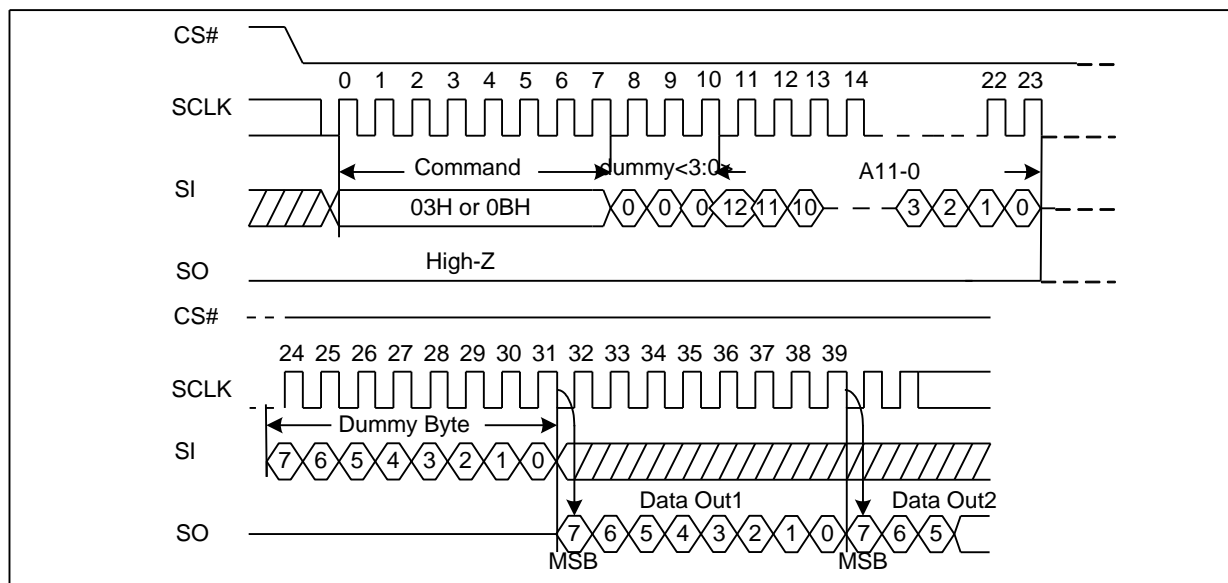 CS#
0 1 2 3 4 5 6 7 8 9 10 11 12 13 14 22 23
SCLK
Command dummy<3:0> A11-0
SI
03H or 0BH 0 0 0 12 11 10 3 2 1 0
High-Z
SO
CS#
24 25 26 27 28 29 30 31 32 33 34 35 36 37 38 39
SCLK
Dummy Byte
SI
7 6 5 4 3 2 1 0
Data Out1 Data Out2
SO
7 6 5 4 3 2 1 0 7 6 5
MSB MSB